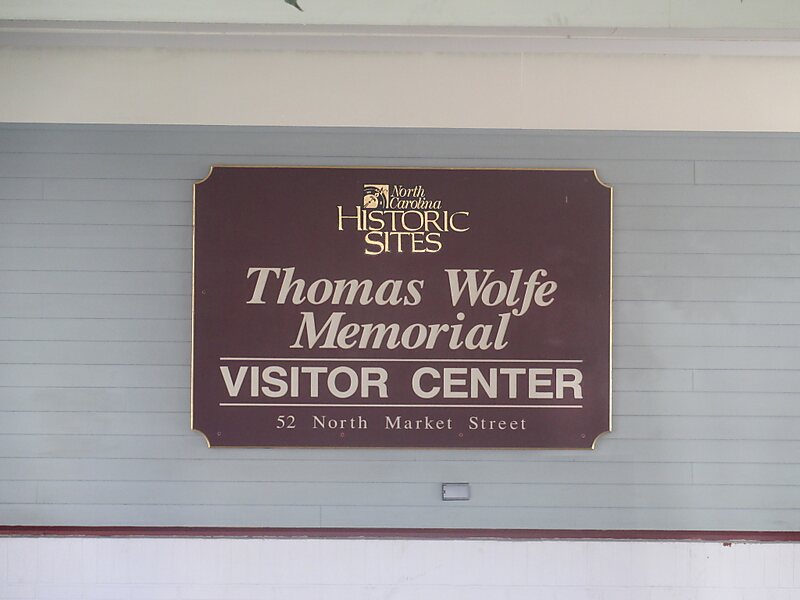 North
Carolina
HISTORIC
SITES
Thomas Wolfe
Memorial
VISITOR CENTER
52 North Market Street